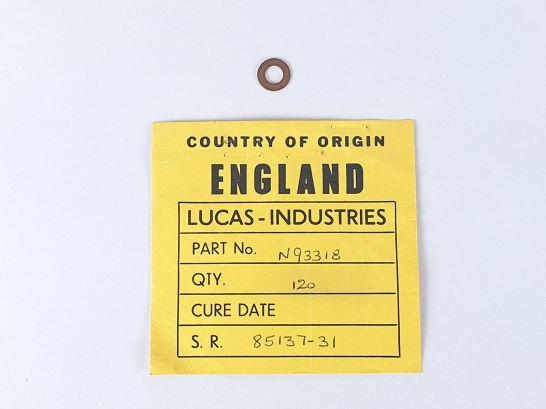 COUNTRY OF ORIGIN
ENGLAND
LUCAS-INDUSTRIES
PART No. N93318
QTY. 120
CURE DATE
S. R. 85137-31